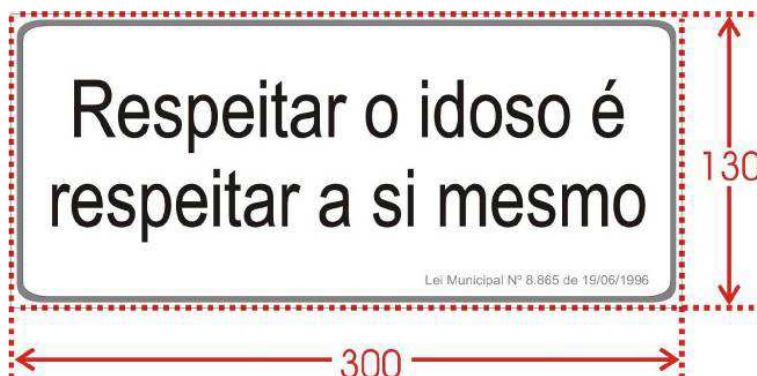 Respeitar o idoso é
respeitar a si mesmo
Lei Municipal Nº 8.865 de 19/06/1996
130
300